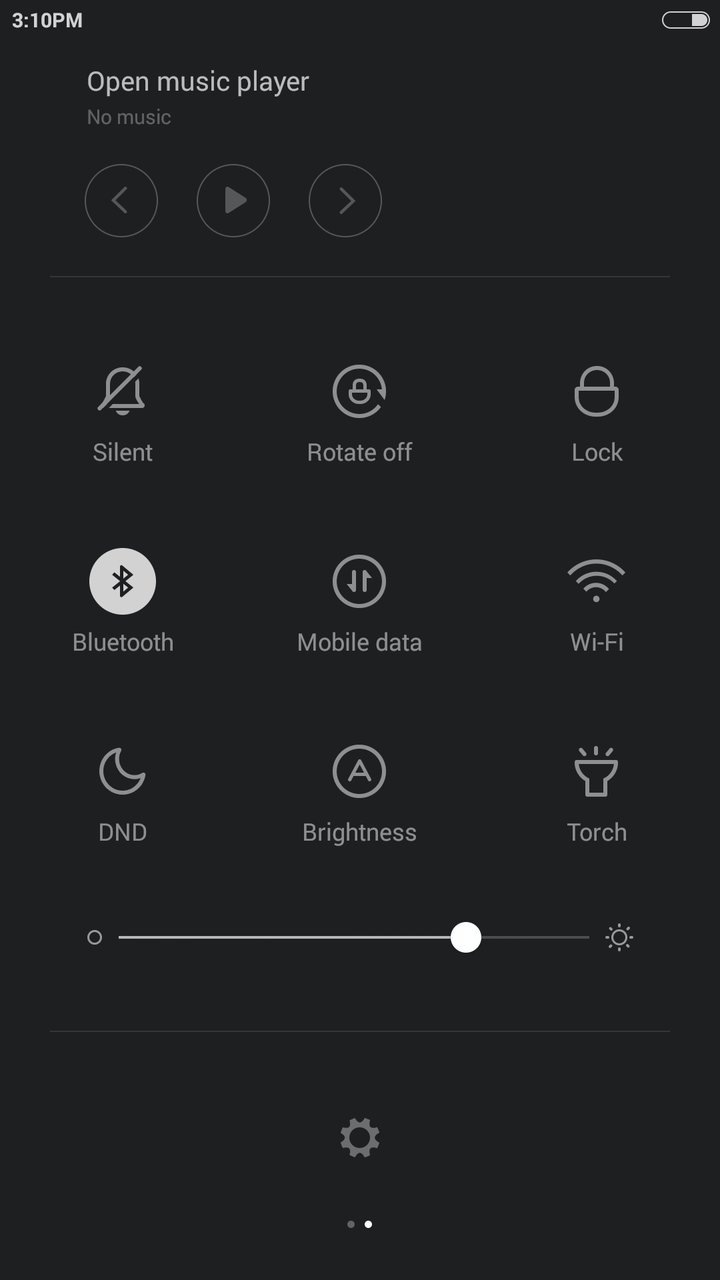 3:10PM
Open music player
No music
Silent
Rotate off
Lock
Bluetooth
Mobile data
Wi-Fi
DND
Brightness
Torch